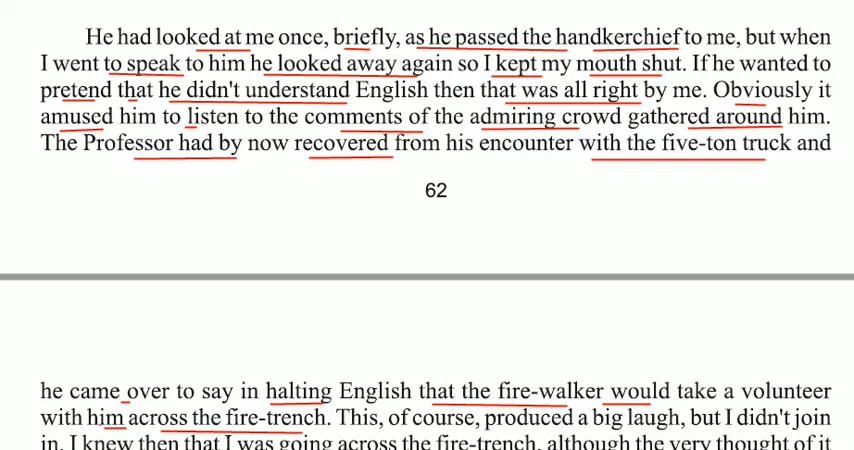 He had looked at me once, briefly, as he passed the handkerchief to me, but when
I went to speak to him he looked away again so I kept my mouth shut. If he wanted to
pretend that he didn't understand English then that was all right by me. Obviously it
amused him to listen to the comments of the admiring crowd gathered around him.
The Professor had by now recovered from his encounter with the five-ton truck and
62
he came over to say in halting English that the fire-walker would take a volunteer
with him across the fire-trench. This, of course, produced a big laugh, but I didn't join
in. I knew then that I was going across the fire-trench, although the very thought of it